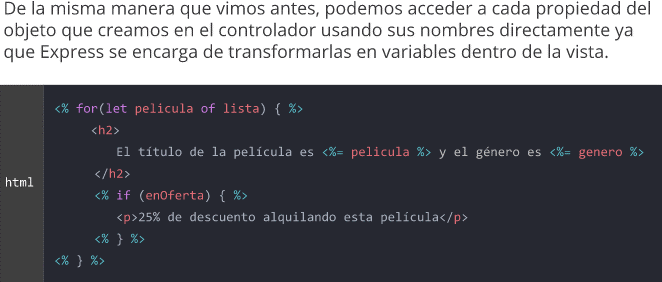 De la misma manera que vimos antes, podemos acceder a cada propiedad del
objeto que creamos en el controlador usando sus nombres directamente ya
que Express se encarga de transformarlas en variables dentro de la vista.
<% for(let pelicula of lista) { %>
<h2>
El título de la película es <%= pelicula %> y el género es <%= genero %>
</h2>
html
<% if (enOferta) { %>
<p>25% de descuento alquilando esta película</p>
<% } %>
<% } %>